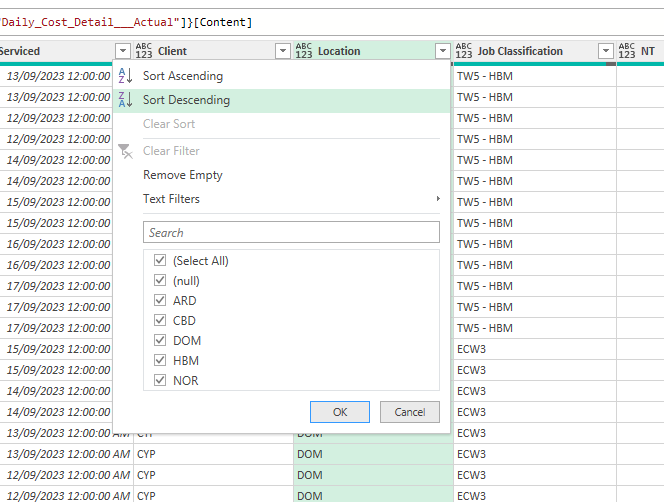 "Daily_Cost_Detail___Actual"]}[Content]
Serviced ABC 123 Client ABC 123 Location ABC 123 Job Classification ABC 123 NT
13/09/2023 12:00:00 TW5 - HBM
13/09/2023 12:00:00 TW5 - HBM
12/09/2023 12:00:00 TW5 - HBM
12/09/2023 12:00:00 TW5 - HBM
14/09/2023 12:00:00 TW5 - HBM
14/09/2023 12:00:00 TW5 - HBM
15/09/2023 12:00:00 TW5 - HBM
15/09/2023 12:00:00 TW5 - HBM
16/09/2023 12:00:00 TW5 - HBM
16/09/2023 12:00:00 TW5 - HBM
17/09/2023 12:00:00 TW5 - HBM
17/09/2023 12:00:00 TW5 - HBM
17/09/2023 12:00:00 TW5 - HBM
15/09/2023 12:00:00 ECW3
15/09/2023 12:00:00 ECW3
14/09/2023 12:00:00 ECW3
14/09/2023 12:00:00 ECW3
13/09/2023 12:00:00 AM CYP DOM ECW3
13/09/2023 12:00:00 AM CYP DOM ECW3
12/09/2023 12:00:00 AM CYP DOM ECW3
12/09/2023 12:00:00 AM CYP DOM ECW3
A Z Sort Ascending
Z A Sort Descending
Clear Sort
Clear Filter
Remove Empty
Text Filters
Search
(Select All)
(null)
ARD
CBD
DOM
HBM
NOR
OK Cancel